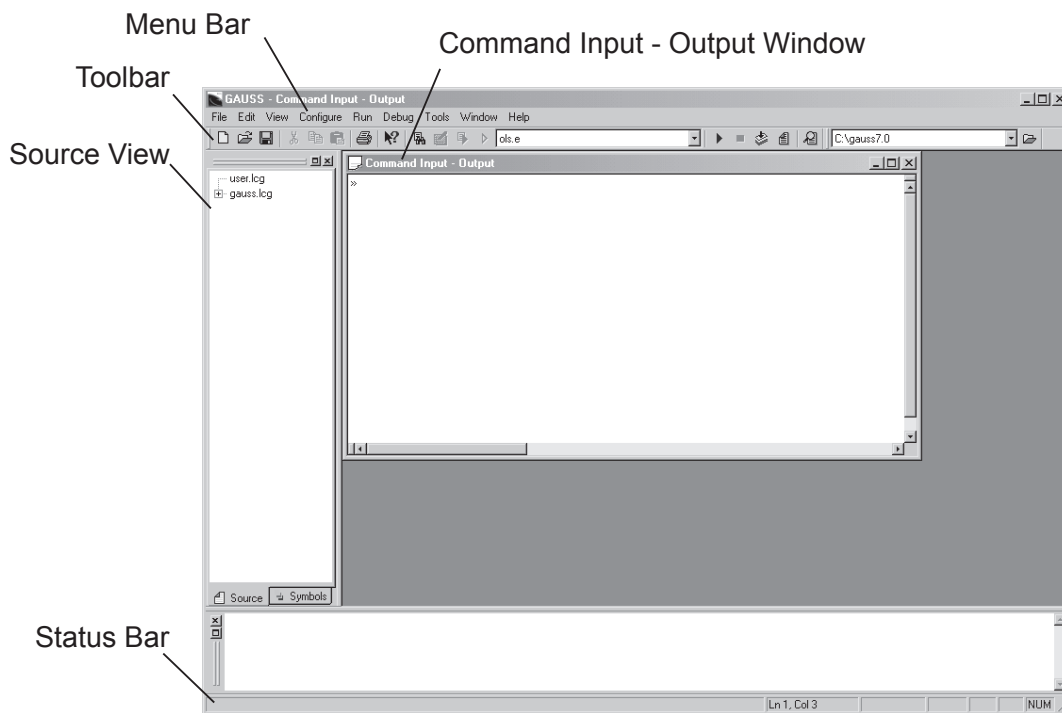 Menu Bar
Command Input - Output Window
Toolbar
GAUSS - Command Input - Output
File Edit View Configure Run Debug Tools Window Help
ols.e
C:\gauss7.0
Source View
Command Input - Output
user.lcg
gauss.lcg
»
Source
Symbols
Status Bar
Ln 1, Col 3
NUM